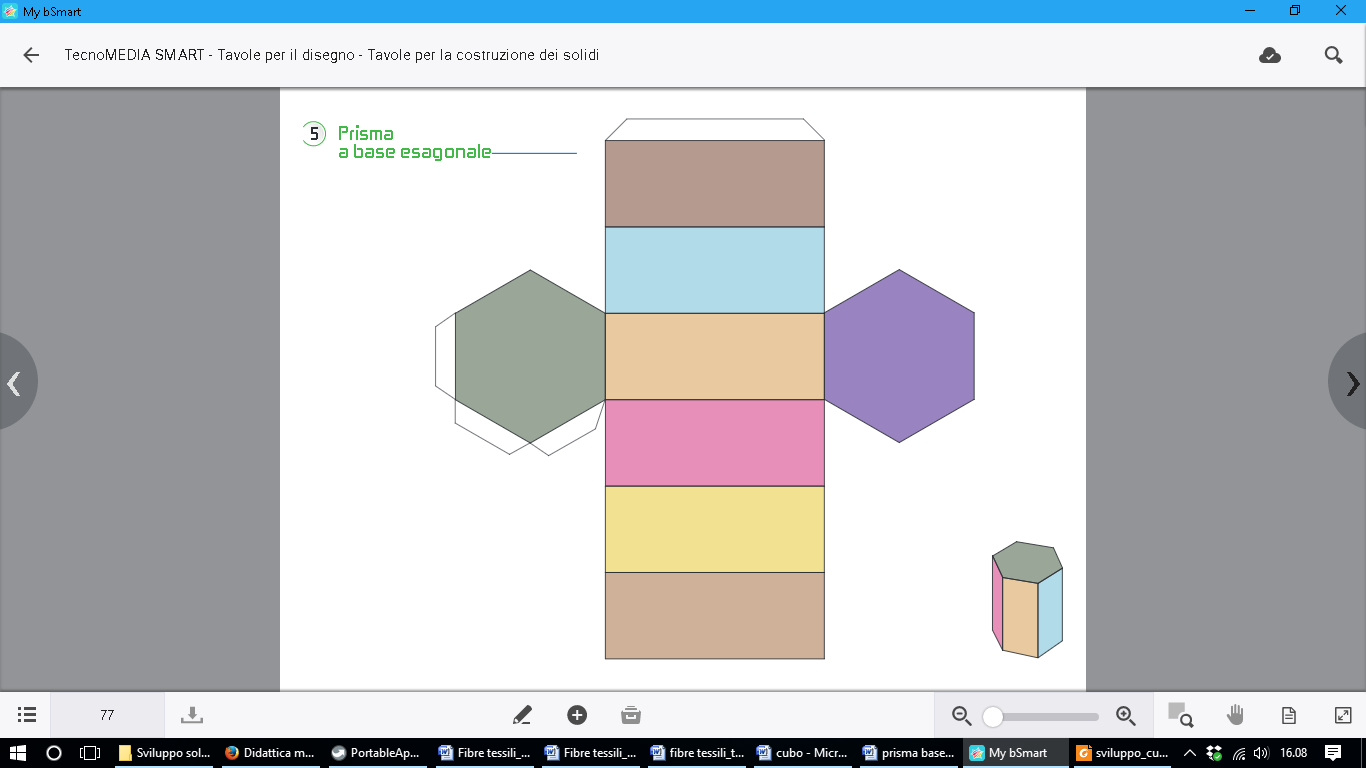 My bSmart
TecnoMEDIA SMART - Tavole per il disegno - Tavole per la costruzione dei solidi
5 Prisma
a base esagonale
77
Sviluppo sol...
Didattica m...
PortableAp...
Fibre tessili_...
Fibre tessili_...
fibre tessili_t...
cubo - Micr...
prisma base...
My bSmart
sviluppo_cu...
16.08